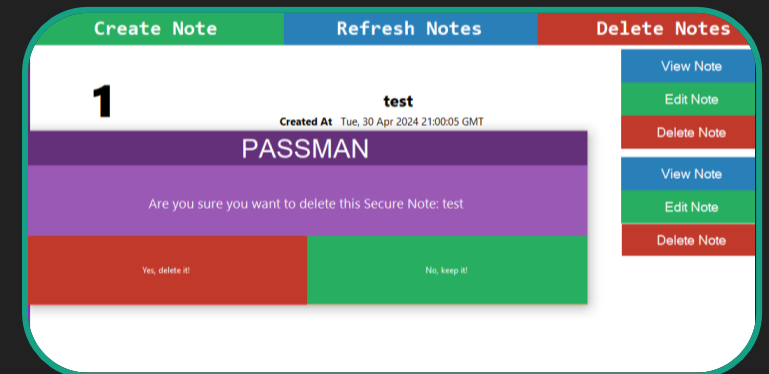 Create Note Refresh Notes Delete Notes
View Note
1 test
Edit Note
Created At Tue, 30 Apr 2024 21:00:05 GMT
Delete Note
PASSMAN
View Note
Are you sure you want to delete this Secure Note: test
Edit Note
Delete Note
Yes, delete it! No, keep it!